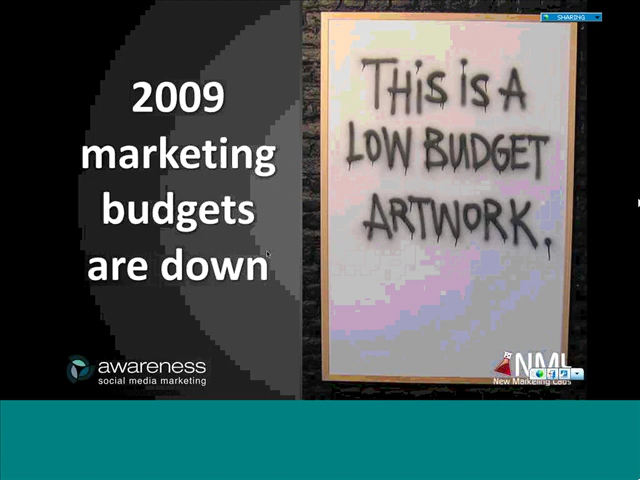 2009
marketing
budgets
are down
THIS IS A
LOW BUDGET
ARTWORK.
SHARING
awareness
social media marketing
NML
New Marketing Labs